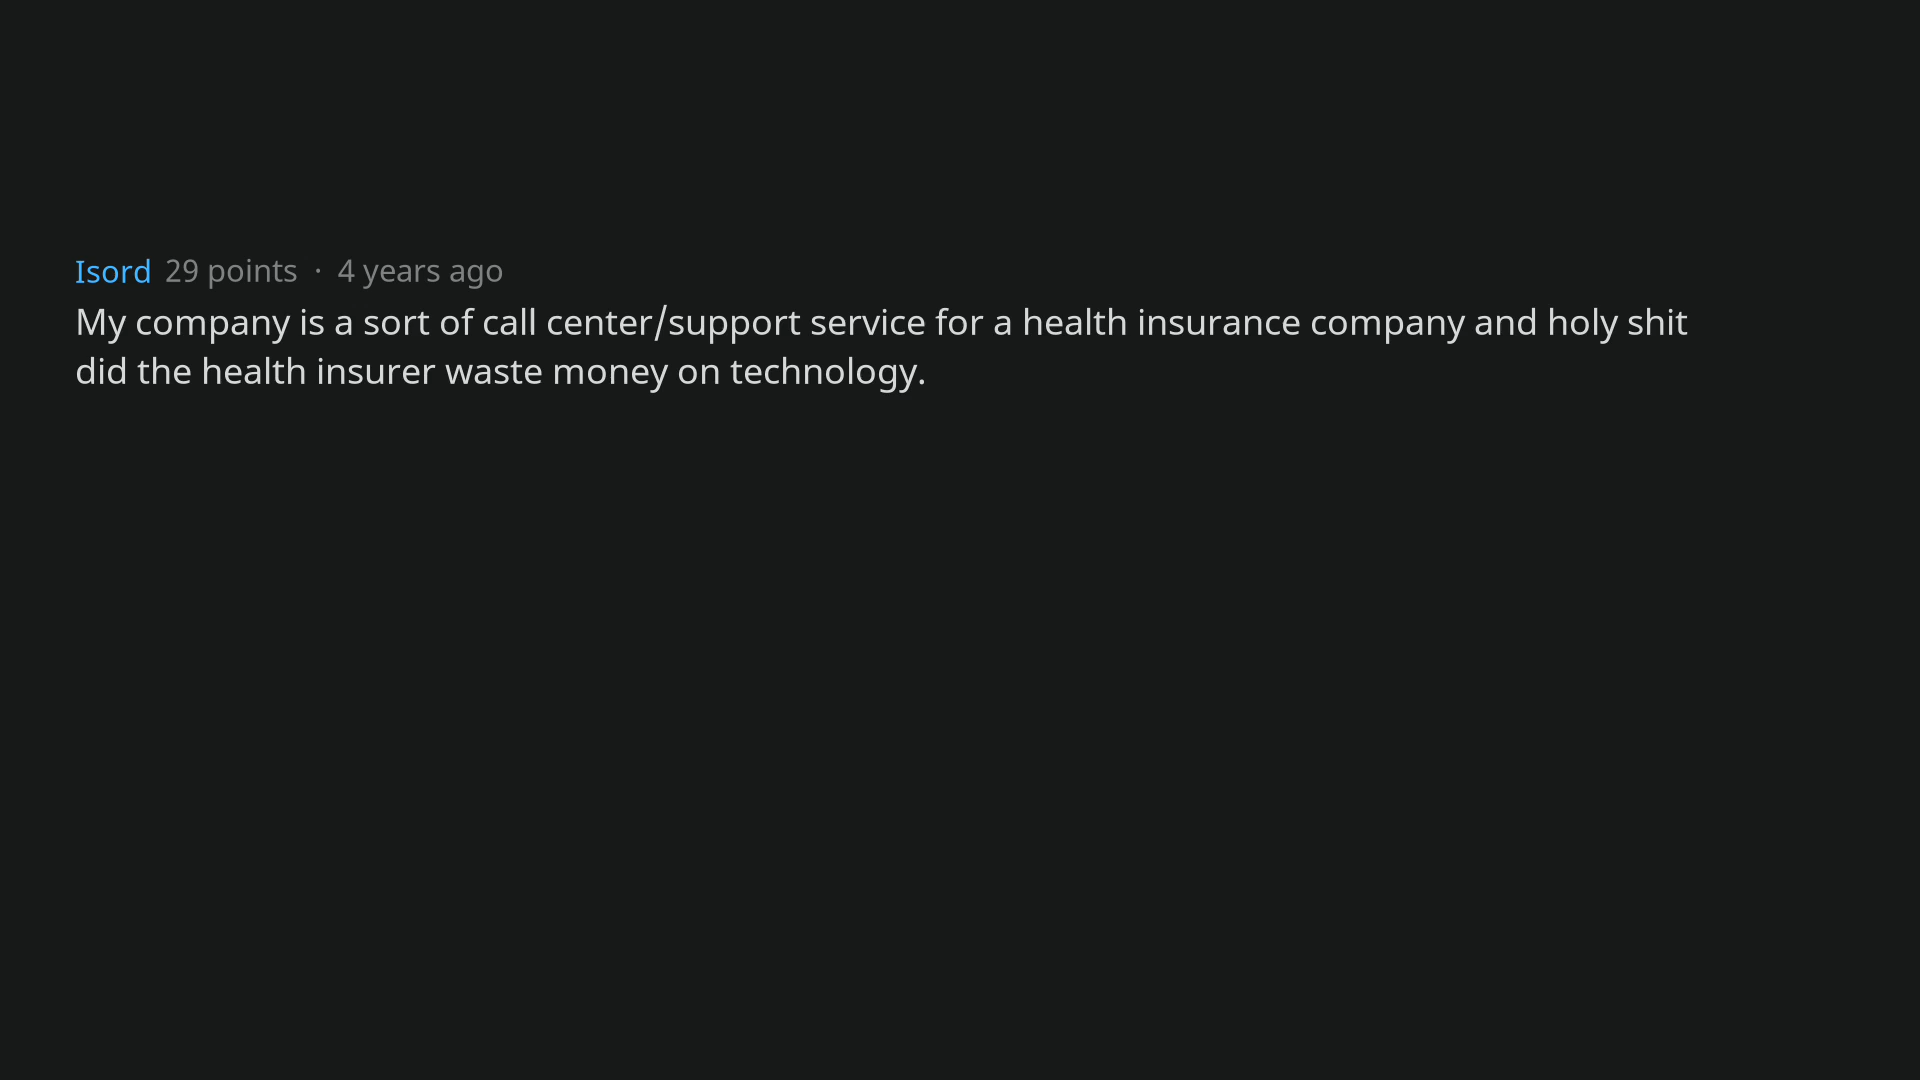 Isord 29 points · 4 years ago
My company is a sort of call center/support service for a health insurance company and holy shit
did the health insurer waste money on technology.